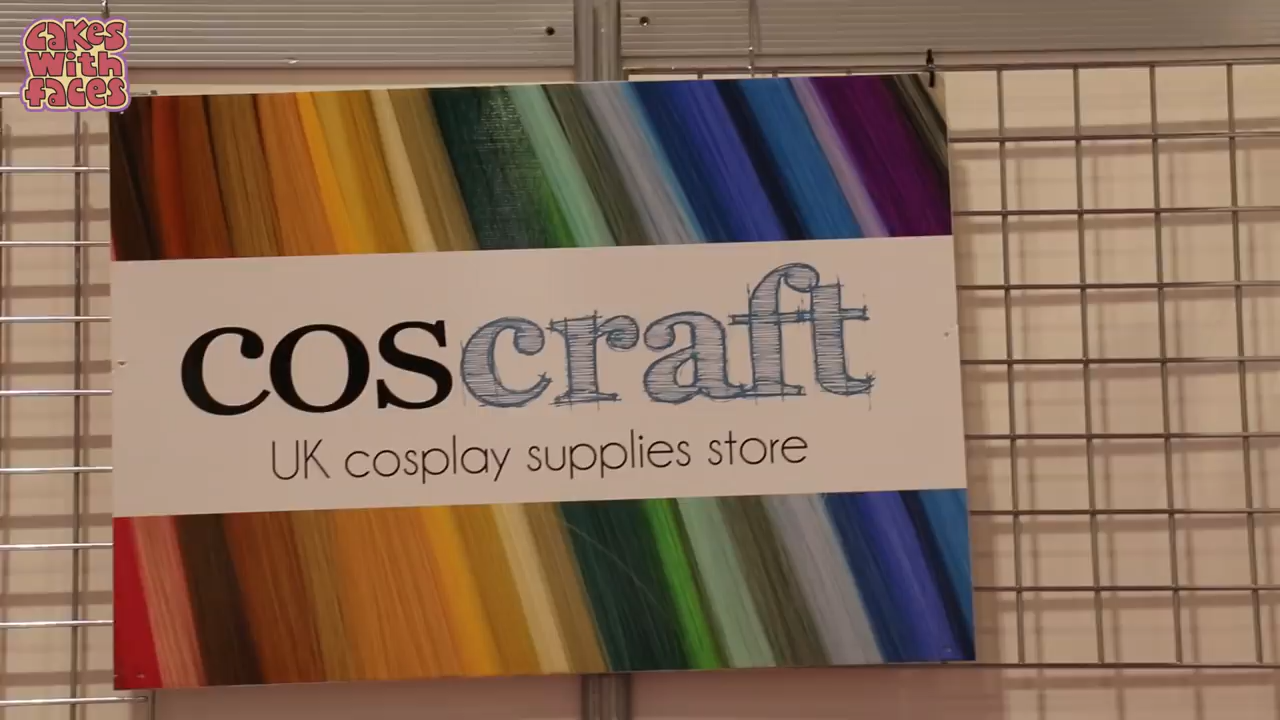 cakes
with
faces
coscraft
UK cosplay supplies store